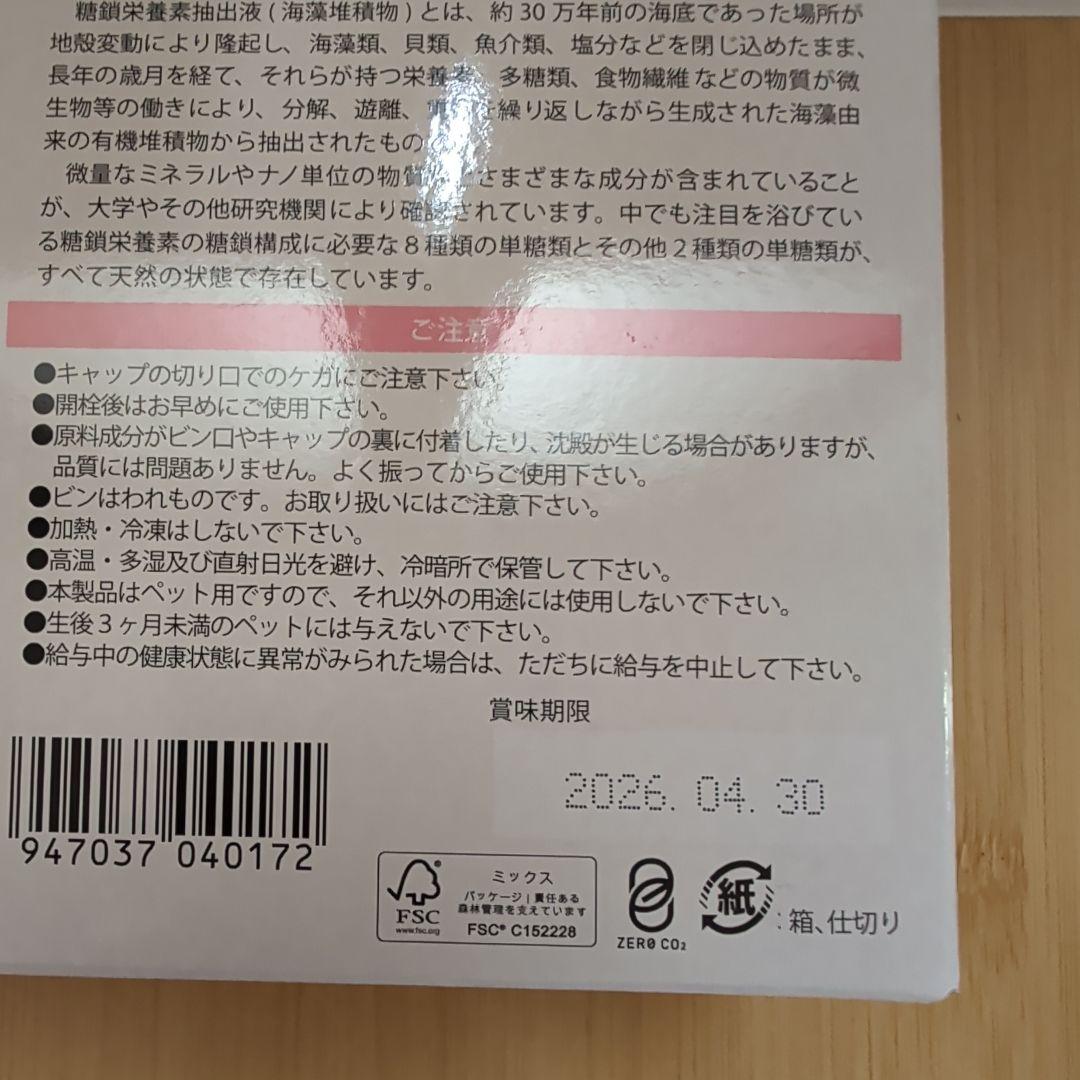 糖鎖栄養素抽出液(海藻堆積物)とは、約30万年前の海底であった場所が
地殻変動により隆起し、海藻類、貝類、魚介類、塩分などを閉じ込めたまま、
長年の歳月を経て、それらが持つ栄養素、多糖類、食物繊維などの物質が微
生物等の働きにより、分解、遊離、を繰り返しながら生成された海藻由
来の有機堆積物から抽出されたもの
微量なミネラルやナノ単位の物質 さまざまな成分が含まれていること
が、大学やその他研究機関により確認されています。中でも注目を浴びてい
る糖鎖栄養素の糖鎖構成に必要な8種類の単糖類とその他2種類の単糖類が、
すべて天然の状態で存在しています。
ご注意
●キャップの切り口でのケガにご注意下さい。
●開栓後はお早めにご使用下さい。
●原料成分がビン口やキャップの裏に付着したり、沈殿が生じる場合がありますが、
品質には問題ありません。よく振ってからご使用下さい。
●ビンはわれものです。お取り扱いにはご注意下さい。
●加熱・冷凍はしないで下さい。
●高温・多湿及び直射日光を避け、冷暗所で保管して下さい。
●本製品はペット用ですので、それ以外の用途には使用しないで下さい。
●生後3ヶ月未満のペットには与えないで下さい。
●給与中の健康状態に異常がみられた場合は、ただちに給与を中止して下さい。
賞味期限
2026. 04. 30
947037 040172
FSC
www.fsc.org
ミックス
パッケージ|責任ある
森林管理を支えています
FSC® C152228
ZERO CO₂
紙
:箱、仕切り